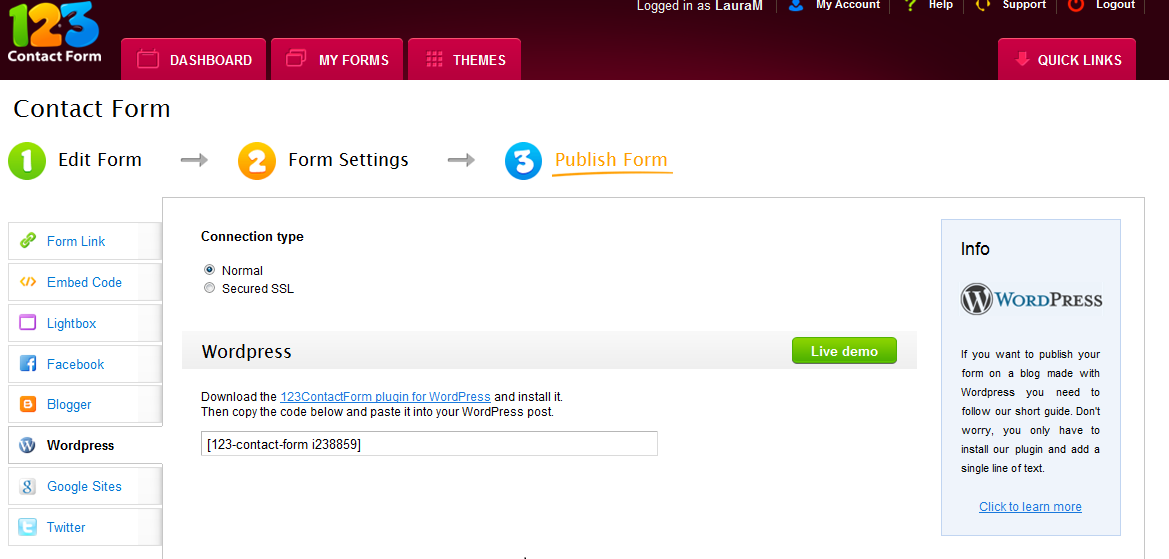 Logged in as LauraM
My Account
Help
Support
Logout
123
Contact Form
DASHBOARD
MY FORMS
THEMES
QUICK LINKS
Contact Form
1 Edit Form
2 Form Settings
3 Publish Form
Form Link
Embed Code
Lightbox
Facebook
Blogger
Wordpress
Google Sites
Twitter
Connection type
Normal
Secured SSL
Wordpress
Live demo
Download the 123ContactForm plugin for WordPress and install it.
Then copy the code below and paste it into your WordPress post.
[123-contact-form i238859]
Info
WORDPRESS
If you want to publish your
form on a blog made with
Wordpress you need to
follow our short guide. Don't
worry, you only have to
install our plugin and add a
single line of text.
Click to learn more